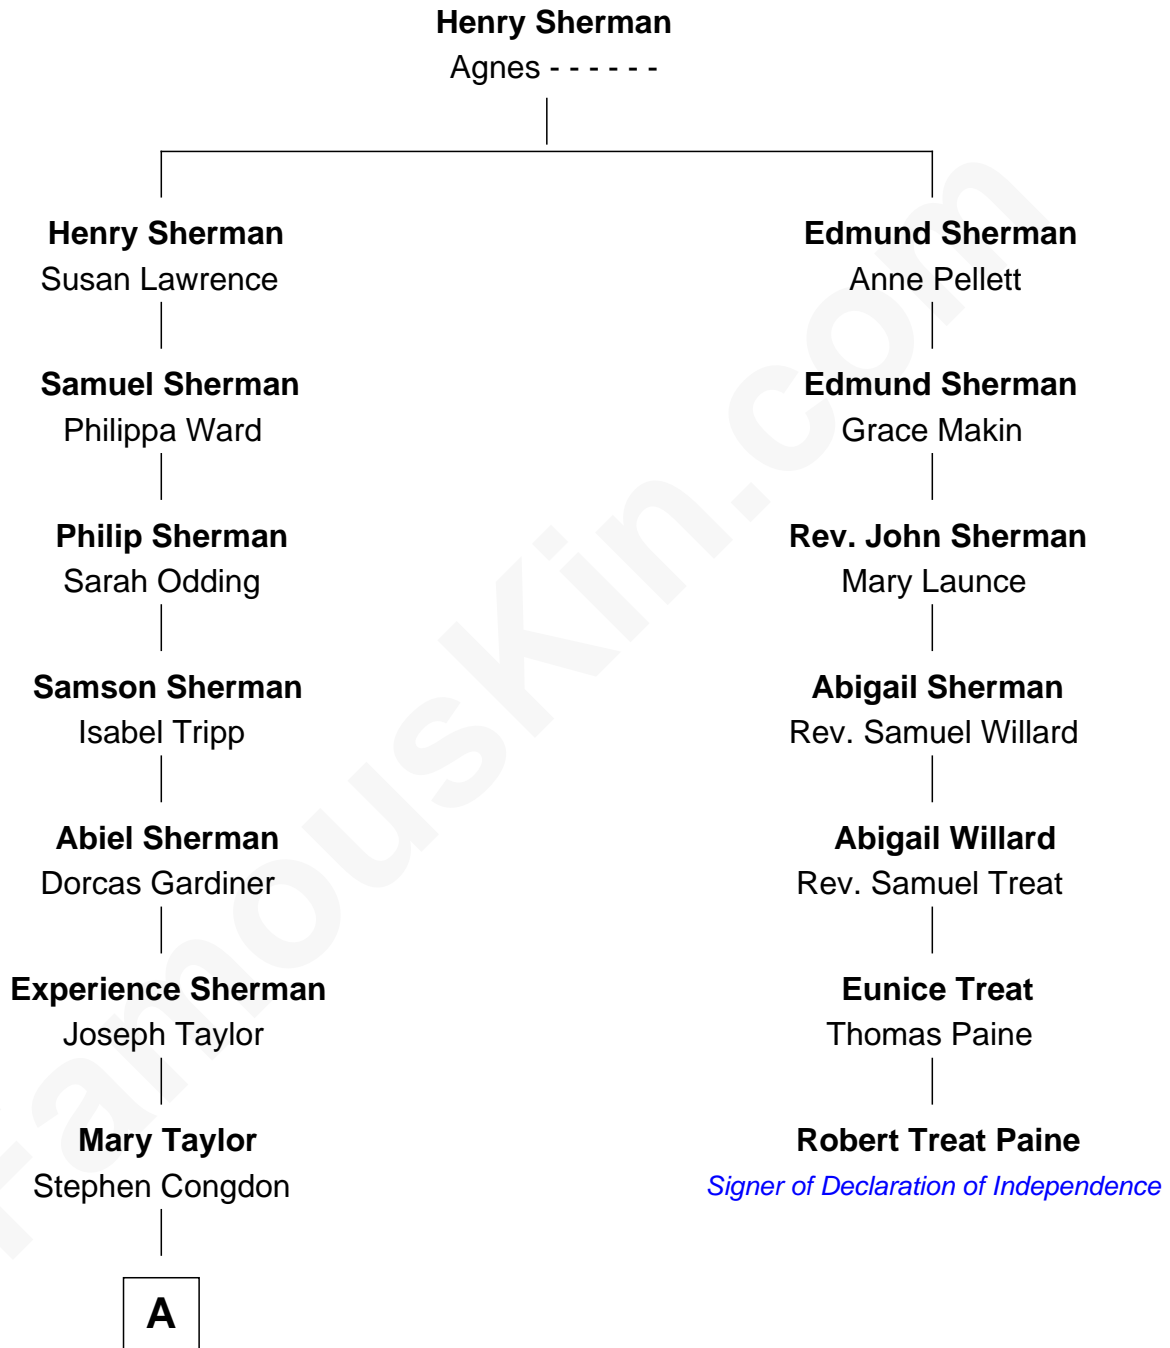 Henry Sherman
Agnes - - - - - -
Henry Sherman
Susan Lawrence
Samuel Sherman
Philippa Ward
Philip Sherman
Sarah Odding
Samson Sherman
Isabel Tripp
Abiel Sherman
Dorcas Gardiner
Experience Sherman
Joseph Taylor
Mary Taylor
Stephen Congdon
A
Edmund Sherman
Anne Pellett
Edmund Sherman
Grace Makin
Rev. John Sherman
Mary Launce
Abigail Sherman
Rev. Samuel Willard
Abigail Willard
Rev. Samuel Treat
Eunice Treat
Thomas Paine
Robert Treat Paine
Signer of Declaration of Independence
FamousKin.com